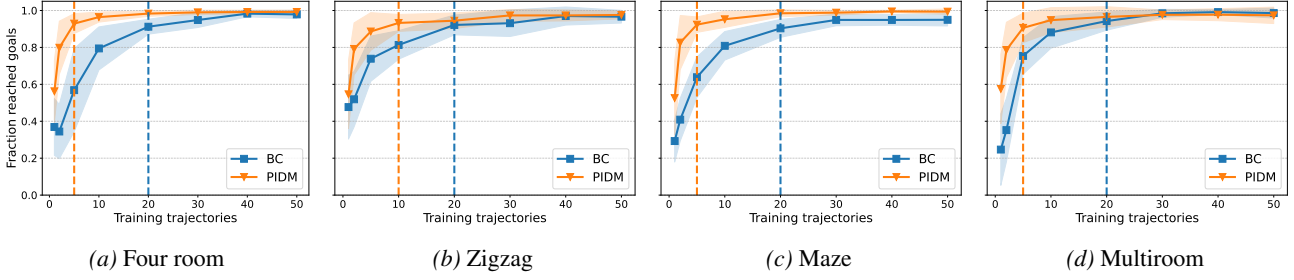 Fraction reached goals
1.0
0.8
0.6
0.4
0.2
0.0
0 10 20 30 40 50
Training trajectories
BC
PIDM
(a) Four room
0 10 20 30 40 50
Training trajectories
BC
PIDM
(b) Zigzag
0 10 20 30 40 50
Training trajectories
BC
PIDM
(c) Maze
0 10 20 30 40 50
Training trajectories
BC
PIDM
(d) Multiroom